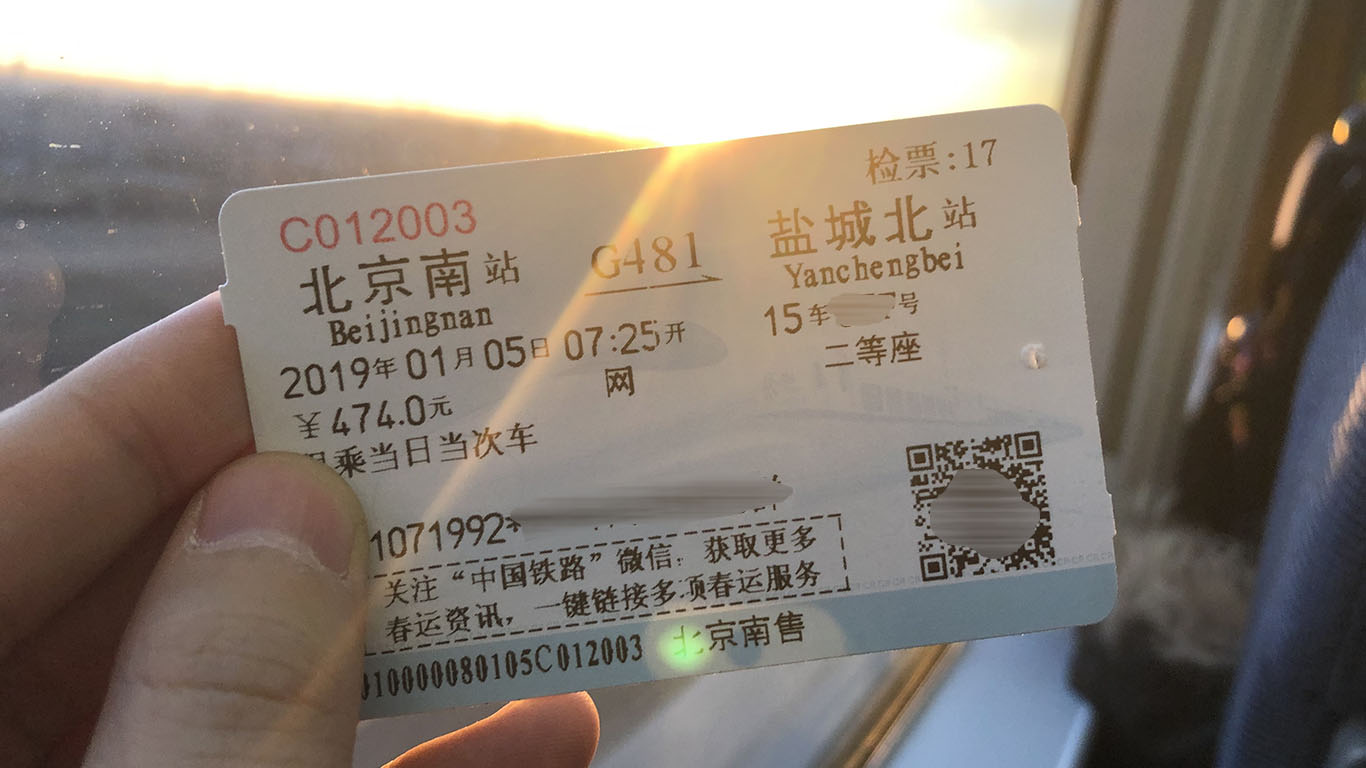 检票:17
C012003
北京南站 G481 盐城北站
Beijingnan Yanchengbei
2019年01月05日 07:25开 15车 号
网 二等座
¥474.0元
乘当日当次车
1071992*
关注“中国铁路”微信,获取更多
春运资讯,一键链接多项春运服务
10000080105C012003 北京南售